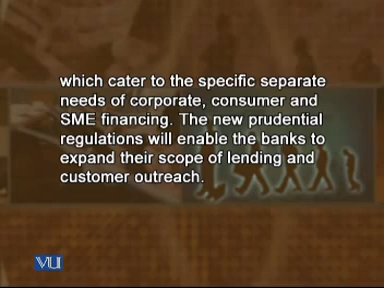 which cater to the specific separate
needs of corporate, consumer and
SME financing. The new prudential
regulations will enable the banks to
expand their scope of lending and
customer outreach.
VU